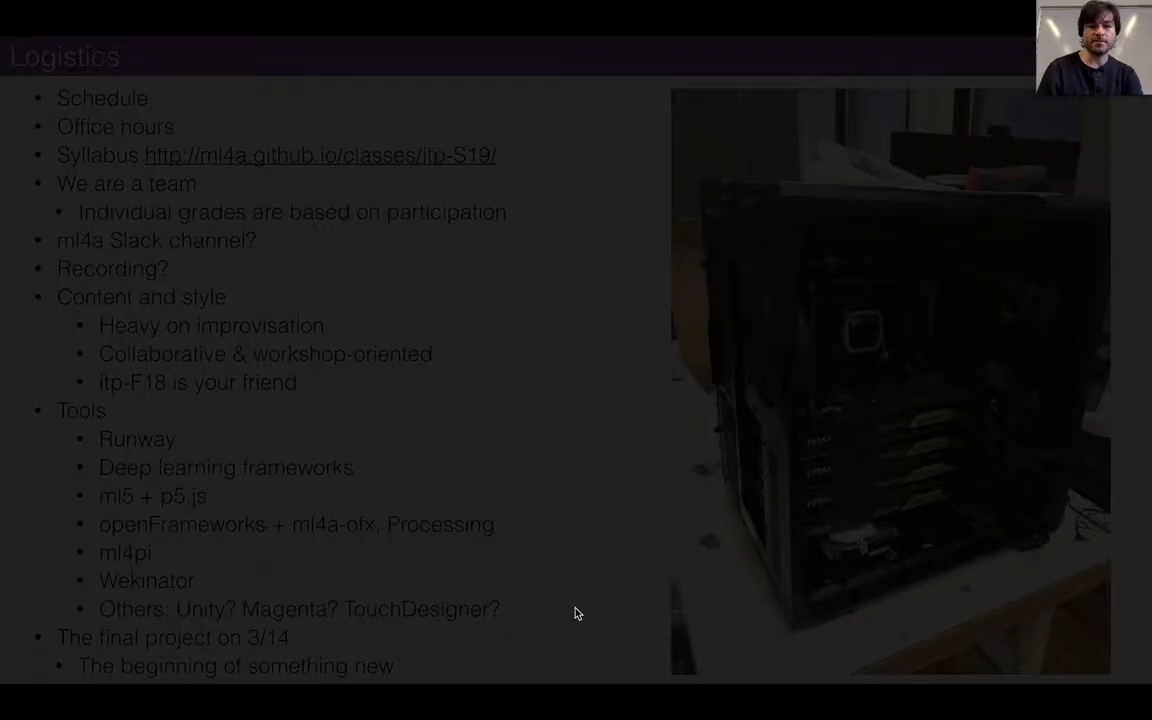 Logistics
• Schedule
• Office hours
• Syllabus http://ml4a.github.io/classes/itp-S19/
• We are a team
• Individual grades are based on participation
• ml4a Slack channel?
• Recording?
• Content and style
• Heavy on improvisation
• Collaborative & workshop-oriented
• itp-F18 is your friend
• Tools
• Runway
• Deep learning frameworks
• ml5 + p5.js
• openFrameworks + ml4a-ofx, Processing
• ml4pi
• Wekinator
• Others: Unity? Magenta? TouchDesigner?
• The final project on 3/14
• The beginning of something new
msi
msi
msi